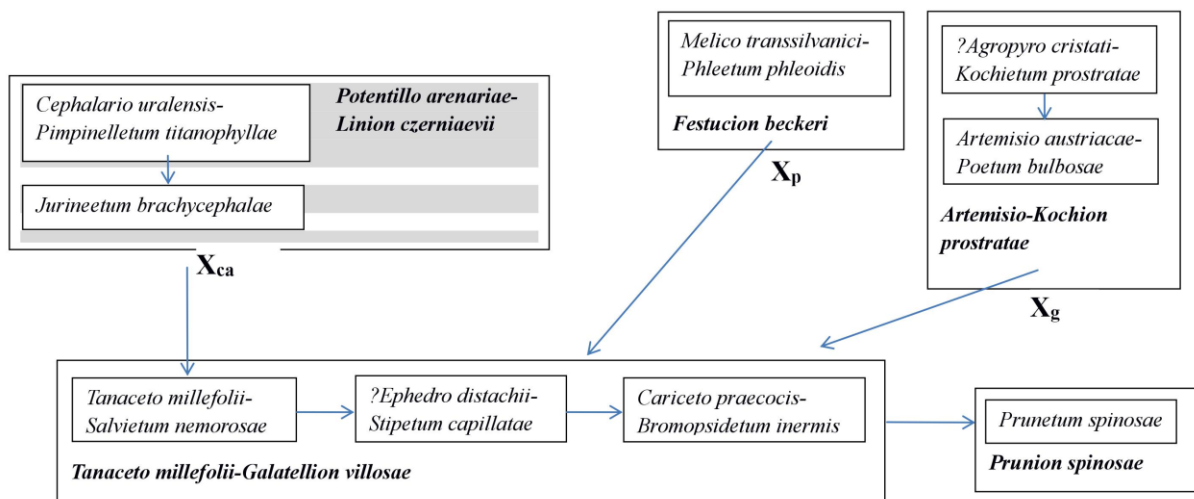 Cephalario uralensis-
Pimpinelletum titanophyllae
Potentillo arenariae-
Linion czerniaevii
Jurineetum brachycephalae
Xca
Melico transsilvanici-
Phleetum phleoidis
Festucion beckeri
Xp
?Agropyro cristati-
Kochietum prostratae
Artemisio austriacae-
Poetum bulbosae
Artemisio-Kochion
prostratae
Xg
Tanaceto millefolii-
Salvietum nemorosae
?Ephedro distachii-
Stipetum capillatae
Cariceto praecocis-
Bromopsidetum inermis
Tanaceto millefolii-Galatellion villosae
Prunetum spinosae
Prunion spinosae